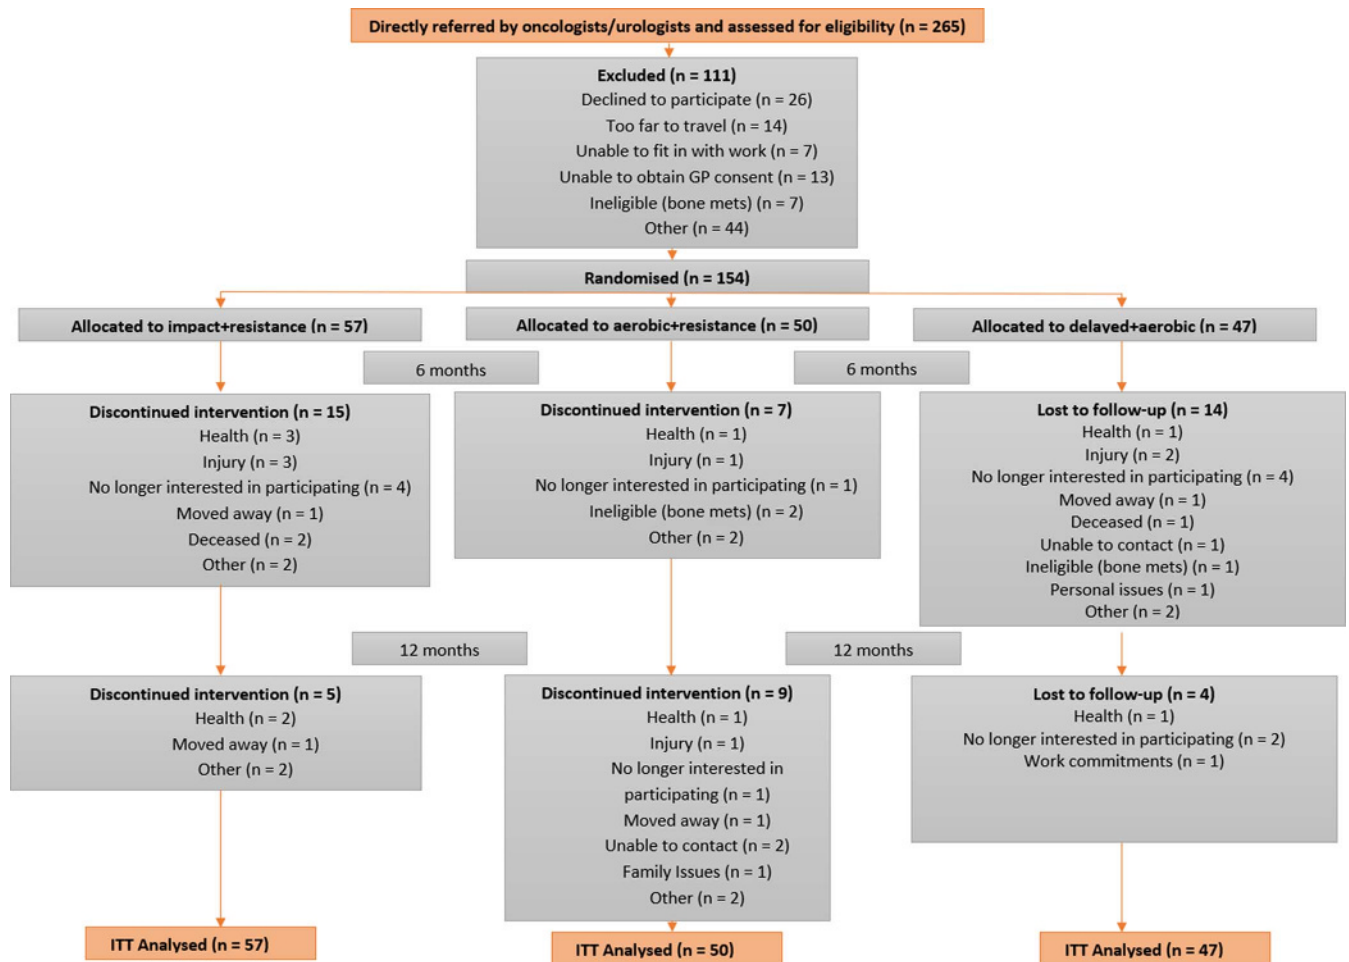 Directly referred by oncologists/urologists and assessed for eligibility (n = 265)
Excluded (n = 111)
Declined to participate (n = 26)
Too far to travel (n = 14)
Unable to fit in with work (n = 7)
Unable to obtain GP consent (n = 13)
Ineligible (bone mets) (n = 7)
Other (n = 44)
Randomised (n = 154)
Allocated to impact+resistance (n = 57)
Allocated to aerobic+resistance (n = 50)
Allocated to delayed+aerobic (n = 47)
6 months
6 months
Discontinued intervention (n = 15)
Health (n = 3)
Injury (n = 3)
No longer interested in participating (n = 4)
Moved away (n = 1)
Deceased (n = 2)
Other (n = 2)
Discontinued intervention (n = 7)
Health (n = 1)
Injury (n = 1)
No longer interested in participating (n = 1)
Ineligible (bone mets) (n = 2)
Other (n = 2)
Lost to follow-up (n = 14)
Health (n = 1)
Injury (n = 2)
No longer interested in participating (n = 4)
Moved away (n = 1)
Deceased (n = 1)
Unable to contact (n = 1)
Ineligible (bone mets) (n = 1)
Personal issues (n = 1)
Other (n = 2)
12 months
12 months
Discontinued intervention (n = 5)
Health (n = 2)
Moved away (n = 1)
Other (n = 2)
Discontinued intervention (n = 9)
Health (n = 1)
Injury (n = 1)
No longer interested in
participating (n = 1)
Moved away (n = 1)
Unable to contact (n = 2)
Family Issues (n = 1)
Other (n = 2)
Lost to follow-up (n = 4)
Health (n = 1)
No longer interested in participating (n = 2)
Work commitments (n = 1)
ITT Analysed (n = 57)
ITT Analysed (n = 50)
ITT Analysed (n = 47)